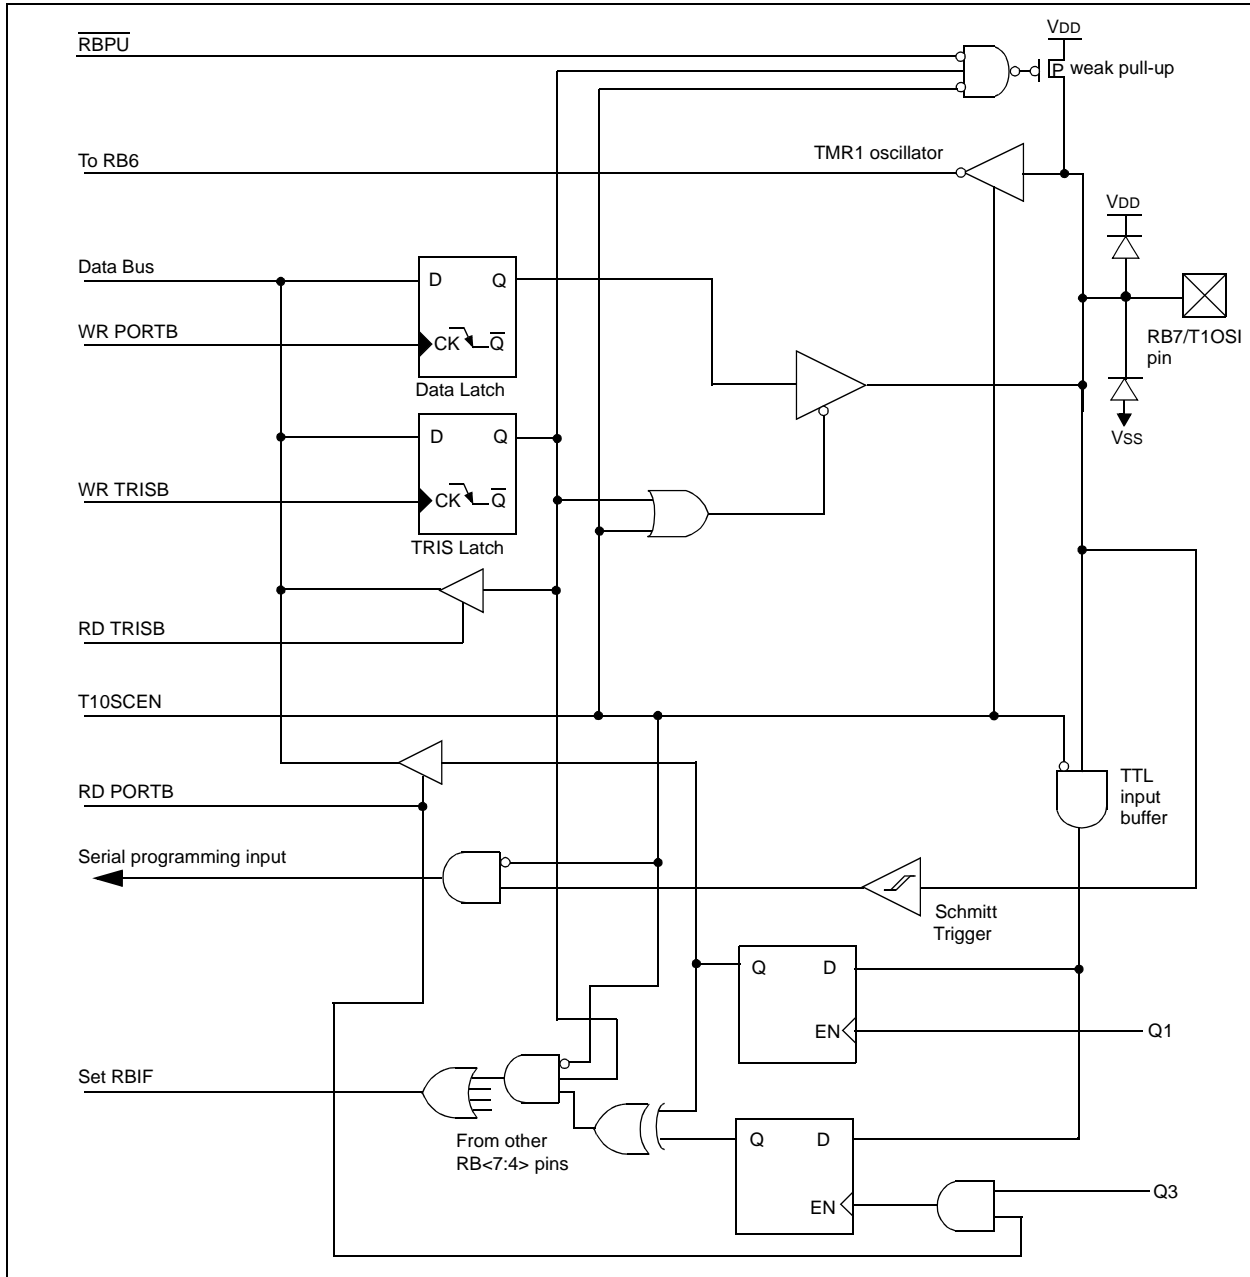 RBPU
VDD
P
weak pull-up
To RB6
TMR1 oscillator
VDD
Data Bus
D
Q
WR PORTB
CK
Q
RB7/T1OSI
pin
Data Latch
VSS
D
Q
WR TRISB
CK
Q
TRIS Latch
RD TRISB
T10SCEN
TTL
input
buffer
RD PORTB
Serial programming input
Schmitt
Trigger
Q
D
EN
Q1
Set RBIF
From other
RB<7:4> pins
Q
D
EN
Q3